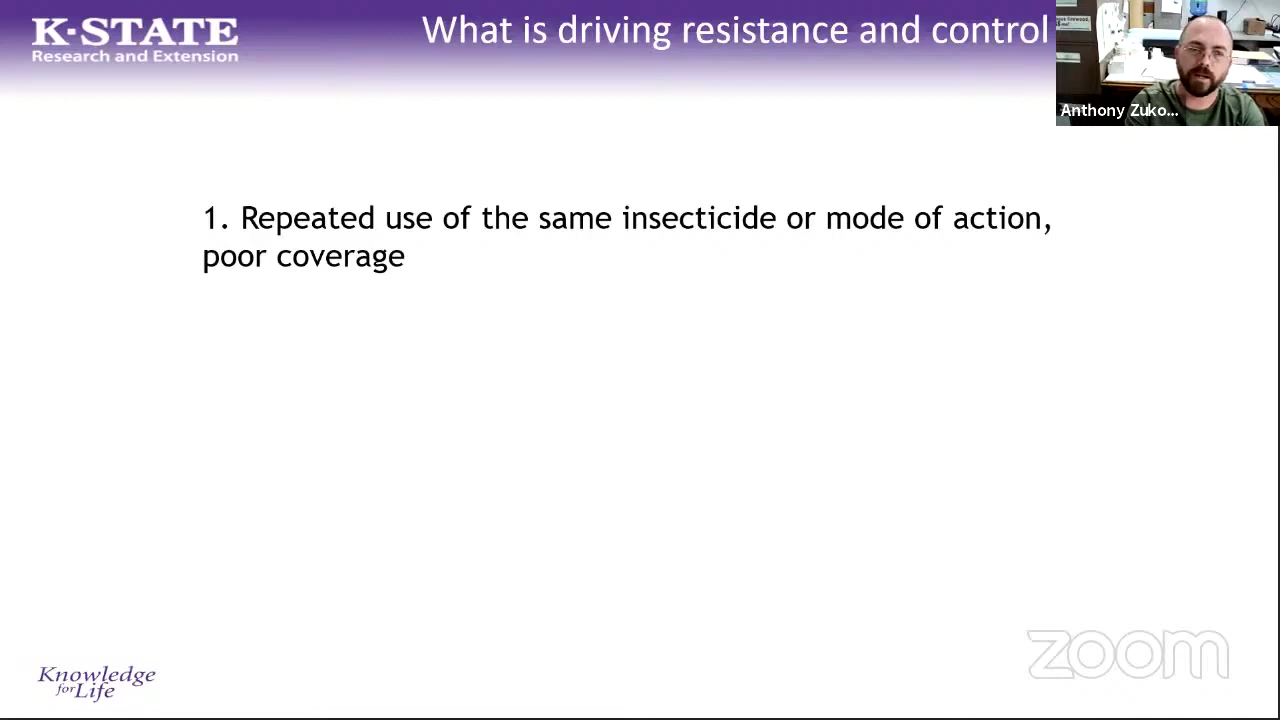 K-STATE
Research and Extension
What is driving resistance and control
Anthony Zuko...
1. Repeated use of the same insecticide or mode of action,
poor coverage
Knowledge
for Life
zoom